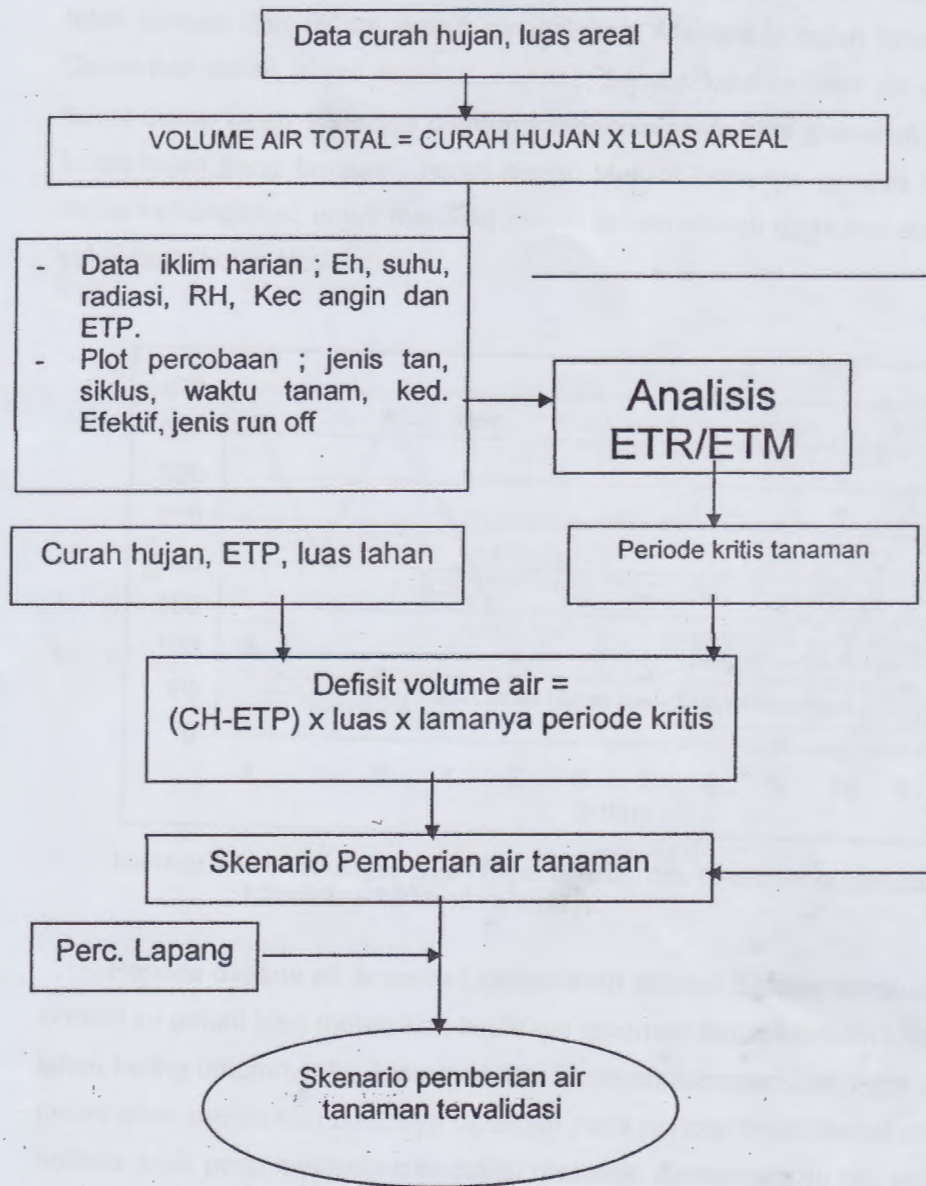 Data curah hujan, luas areal
VOLUME AIR TOTAL = CURAH HUJAN X LUAS AREAL
- Data iklim harian ; Eh, suhu,
radiasi, RH, Kec angin dan
ETP.
- Plot percobaan ; jenis tan,
siklus, waktu tanam, ked.
Efektif, jenis run off
Analisis
ETR/ETM
Curah hujan, ETP, luas lahan
Periode kritis tanaman
Defisit volume air =
(CH-ETP) x luas x lamanya periode kritis
Skenario Pemberian air tanaman
Perc. Lapang
Skenario pemberian air
tanaman tervalidasi